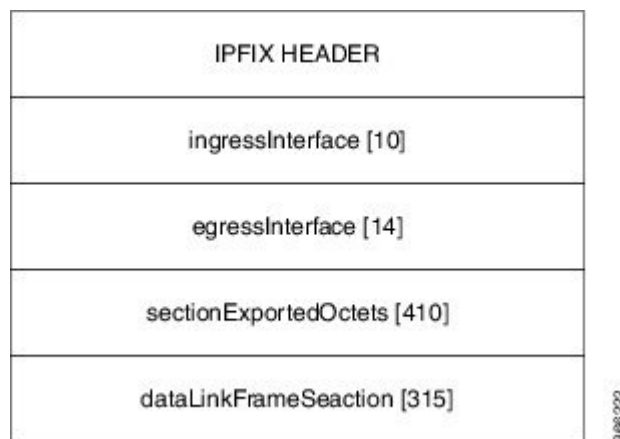 IPFIX HEADER
ingressInterface [10]
egressInterface [14]
sectionExportedOctets [410]
dataLinkFrameSeaction [315]